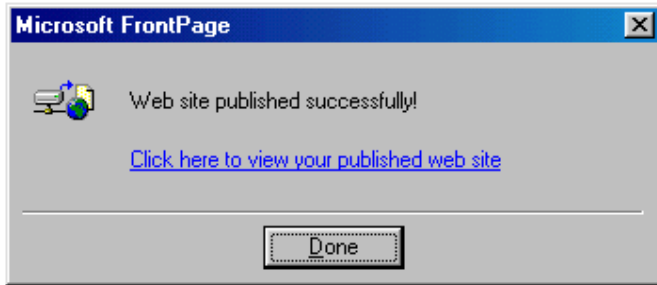 Microsoft FrontPage
Web site published successfully!
Click here to view your published web site
Done